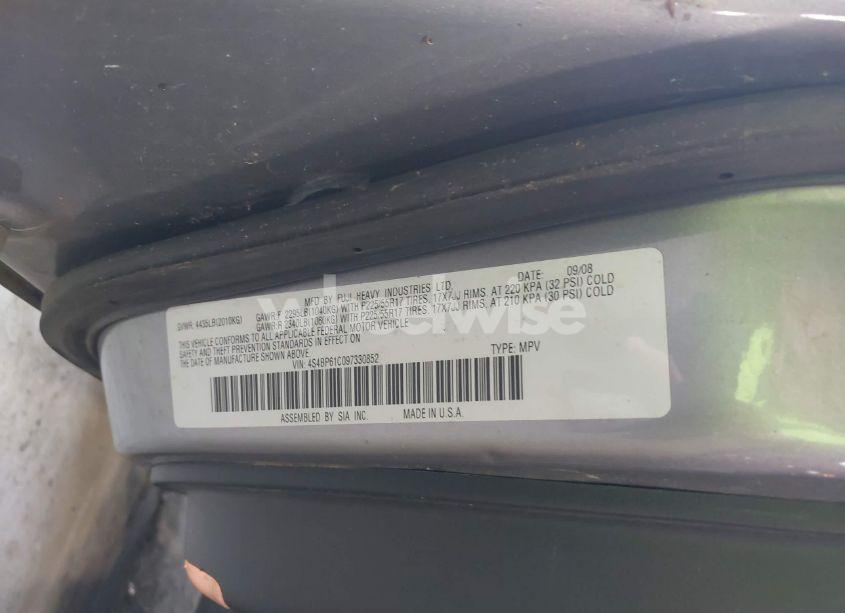 MFD. BY FUJI HEAVY INDUSTRIES LTD. DATE: 09/08
GVWR: 4435LB(2010KG) GAWR:F 2295LB(1040KG) WITH P225/55R17 TIRES, 17X7JJ RIMS, AT 220 KPA (32 PSI) COLD
GAWR:R 2340LB(1060KG) WITH P225/55R17 TIRES, 17X7JJ RIMS, AT 210 KPA (30 PSI) COLD
THIS VEHICLE CONFORMS TO ALL APPLICABLE FEDERAL MOTOR VEHICLE
SAFETY AND THEFT PREVENTION STANDARDS IN EFFECT ON
THE DATE OF MANUFACTURE SHOWN ABOVE.
VIN: 4S4BP61C097330852 TYPE: MPV
ASSEMBLED BY SIA INC. MADE IN U.S.A.
wheelwise